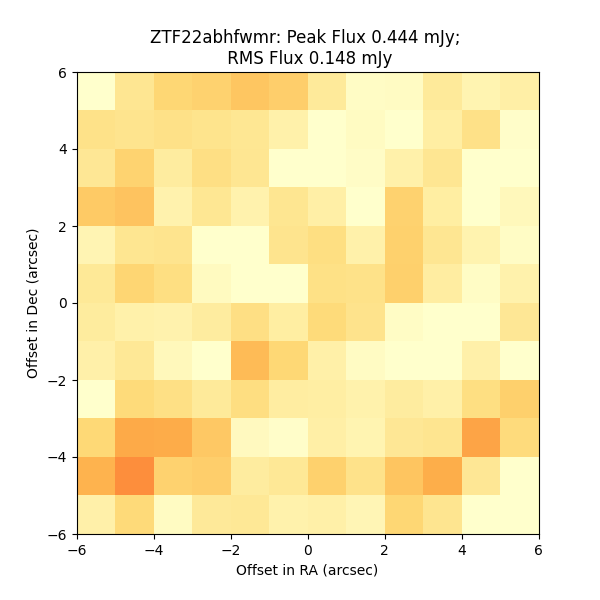 ZTF22abhfwmr: Peak Flux 0.444 mJy;
RMS Flux 0.148 mJy
6
4
2
0
−2
−4
−6
Offset in Dec (arcsec)
−6 −4 −2 0 2 4 6
Offset in RA (arcsec)